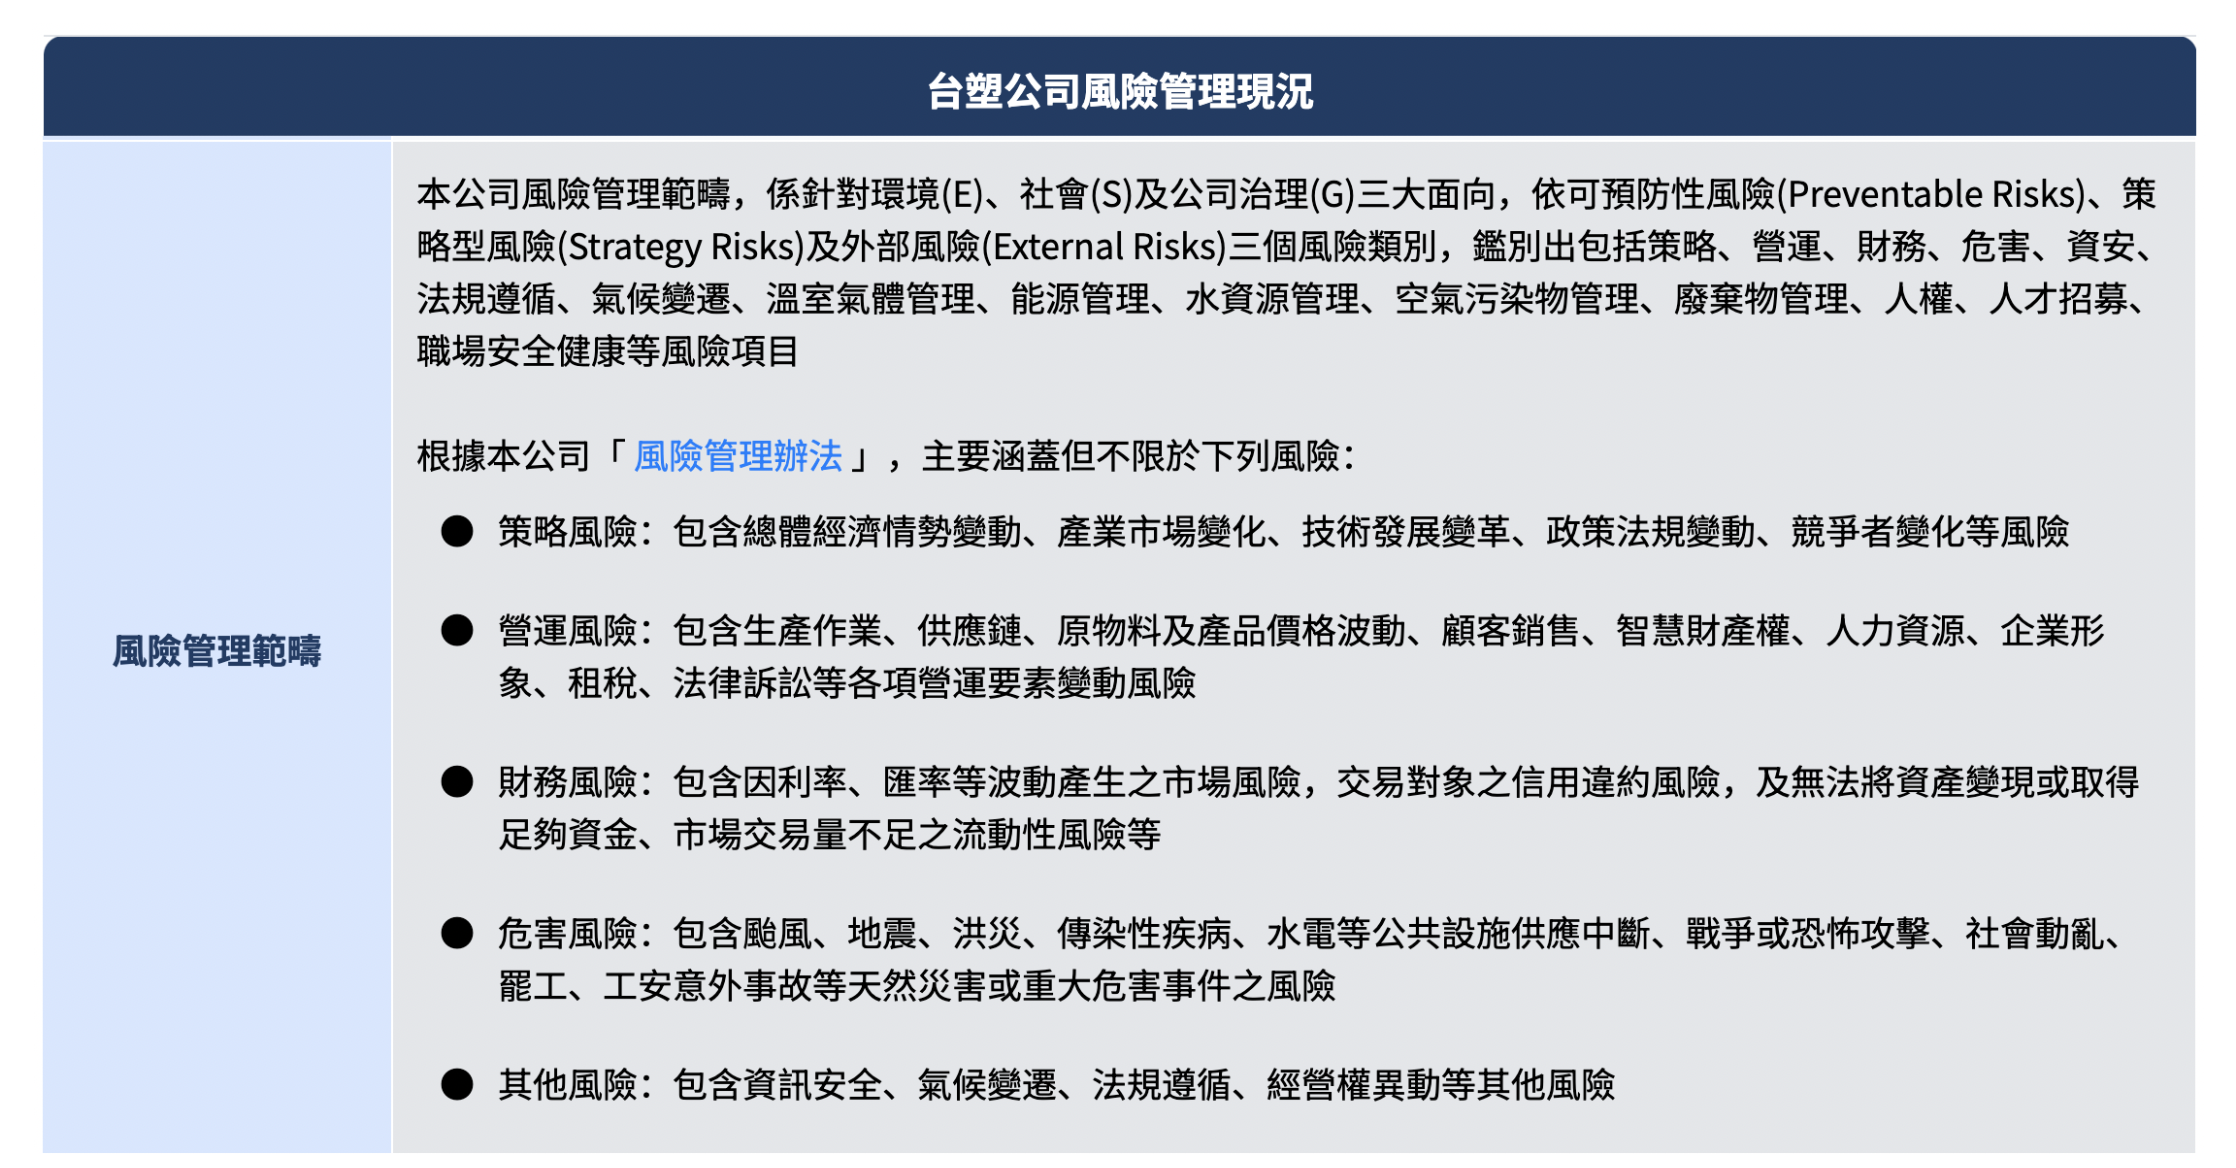 台塑公司風險管理現況
風險管理範疇
本公司風險管理範疇，係針對環境(E)、社會(S)及公司治理(G)三大面向，依可預防性風險(Preventable Risks)、策
略型風險(Strategy Risks)及外部風險(External Risks)三個風險類別，鑑別出包括策略、營運、財務、危害、資安、
法規遵循、氣候變遷、溫室氣體管理、能源管理、水資源管理、空氣污染物管理、廢棄物管理、人權、人才招募、
職場安全健康等風險項目
根據本公司「 風險管理辦法 」，主要涵蓋但不限於下列風險：
● 策略風險：包含總體經濟情勢變動、產業市場變化、技術發展變革、政策法規變動、競爭者變化等風險
● 營運風險：包含生產作業、供應鏈、原物料及產品價格波動、顧客銷售、智慧財產權、人力資源、企業形
象、租稅、法律訴訟等各項營運要素變動風險
● 財務風險：包含因利率、匯率等波動產生之市場風險，交易對象之信用違約風險，及無法將資產變現或取得
足夠資金、市場交易量不足之流動性風險等
● 危害風險：包含颱風、地震、洪災、傳染性疾病、水電等公共設施供應中斷、戰爭或恐怖攻擊、社會動亂、
罷工、工安意外事故等天然災害或重大危害事件之風險
● 其他風險：包含資訊安全、氣候變遷、法規遵循、經營權異動等其他風險